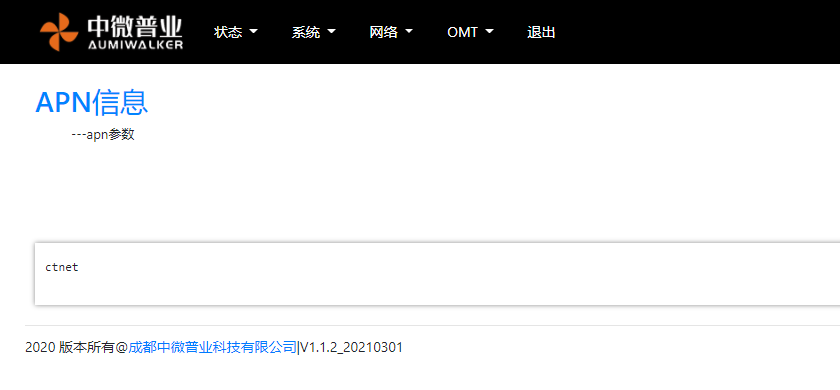 中微普业 状态 系统 网络 OMT 退出
AUMIWALKER
APN信息
---apn参数
ctnet
2020 版本所有@成都中微普业科技有限公司|V1.1.2_20210301